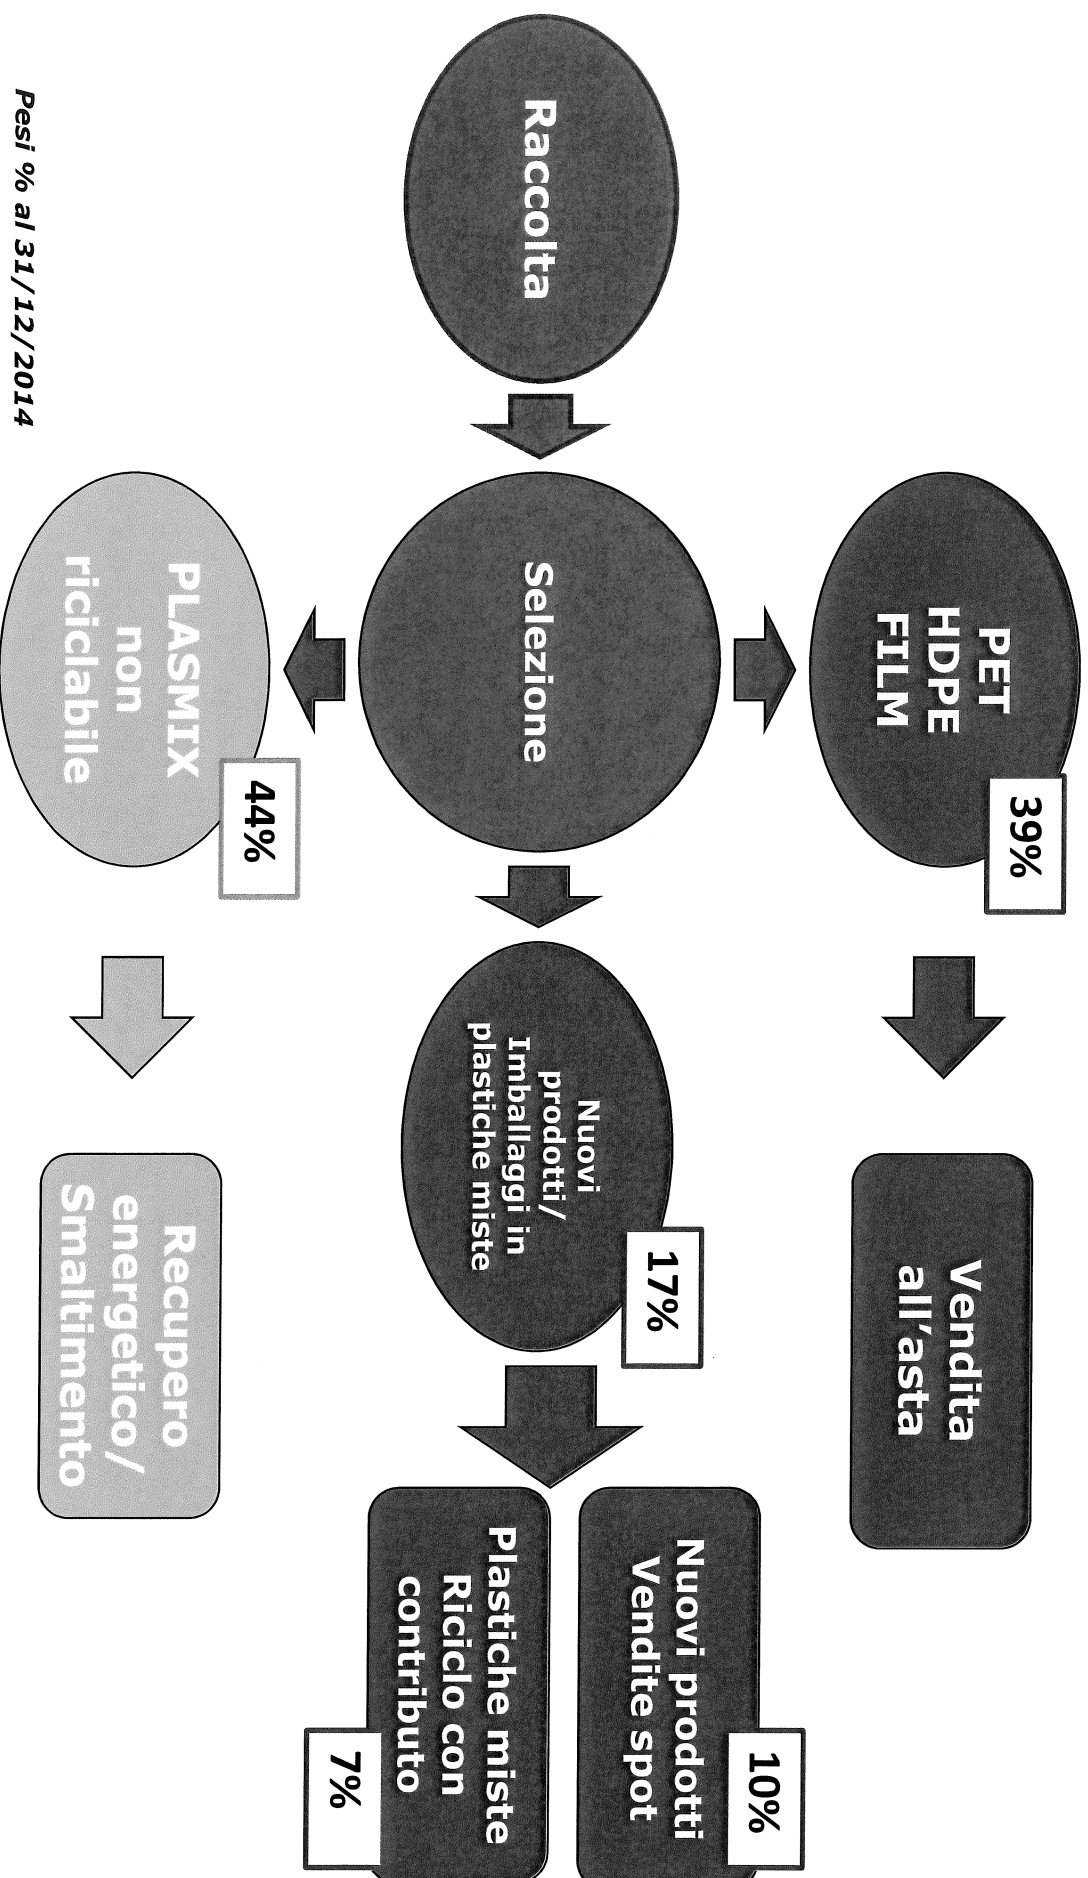 PET
HDPE
FILM
39%
Vendita
all’asta
Raccolta
Selezione
Nuovi
prodotti/
Imballaggi in
plastiche miste
17%
Nuovi prodotti
Vendite spot
10%
Plastiche miste
Riciclo con
contributo
7%
PLASMIX
non
riciclabile
44%
Recupero
energetico/
Smaltimento
Pesi % al 31/12/2014